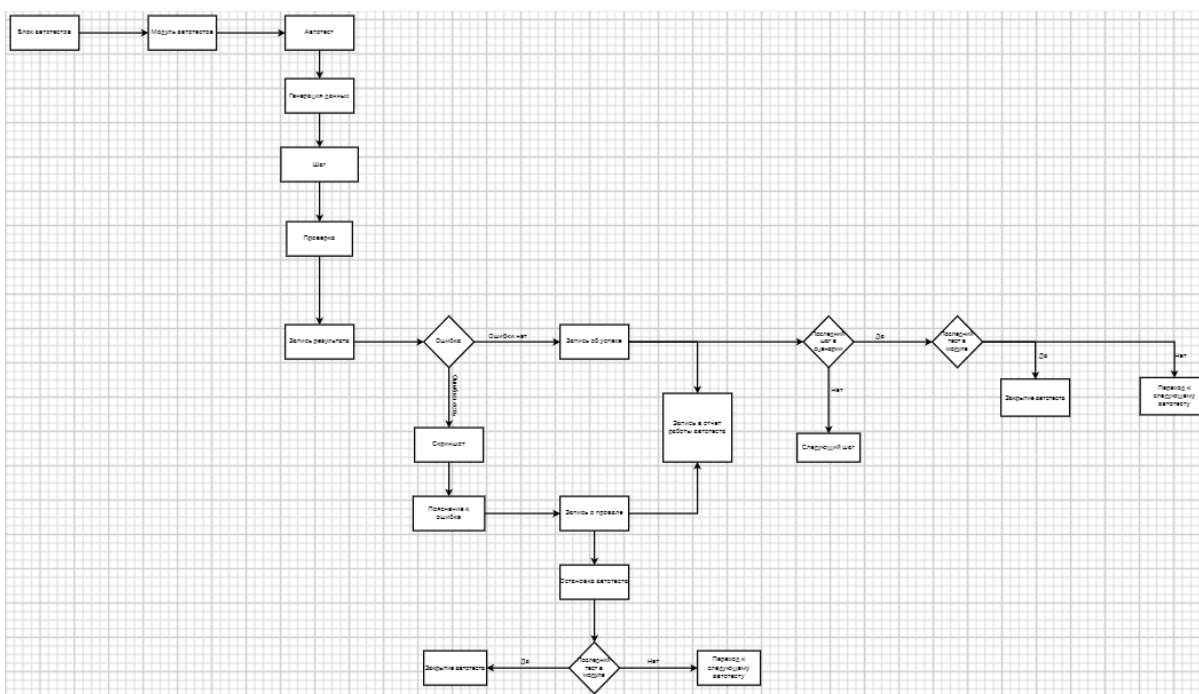 Блок автотестов
Модуль автотестов
Автотест
Генерация данных
Шаг
Проверка
Запись результата
Ошибка
Ошибки нет
Запись об успехе
Последний
шаг в
сценарии
Да
Последний
тест в
модуле
Нет
Да
Ошибка есть
Нет
Закрытие автотеста
Переход к
следующему
автотесту
Запись в отчет
работы автотеста
Скриншот
Следующий шаг
Пояснение к
ошибке
Запись о провале
Остановка автотеста
Закрытие автотеста
Да
Последний
тест в
модуле
Нет
Переход к
следующему
автотесту